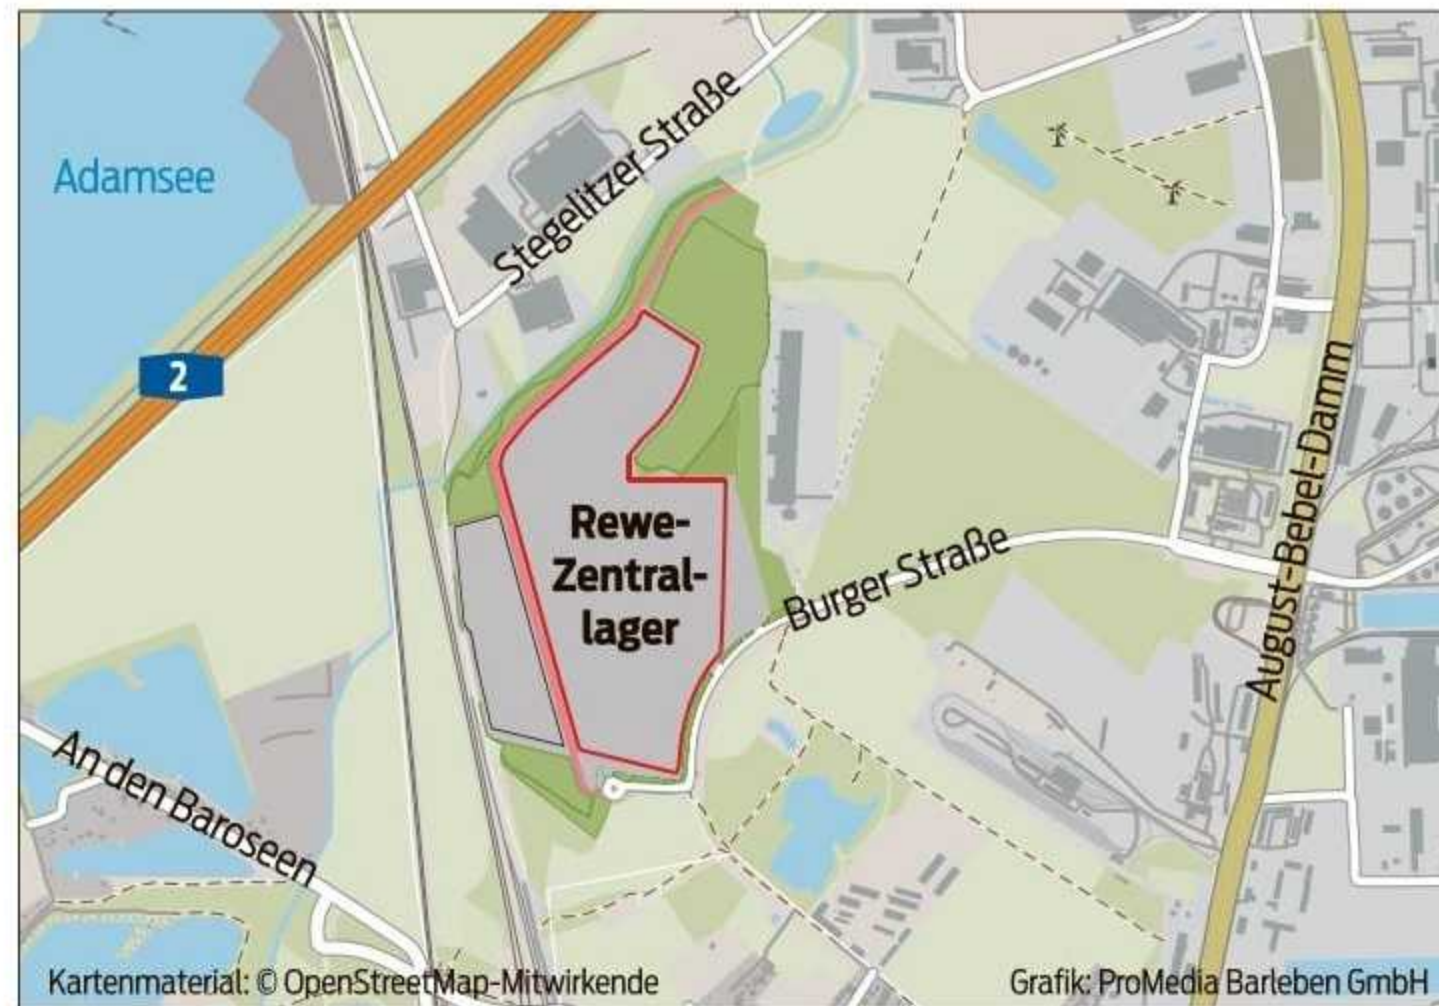 Adamsee
Stegelitzer Straße
2
August-Bebel-Damm
Rewe-
Zentral-
lager
Burger Straße
An den Baroseen
Kartenmaterial: © OpenStreetMap-Mitwirkende
Grafik: ProMedia Barleben GmbH